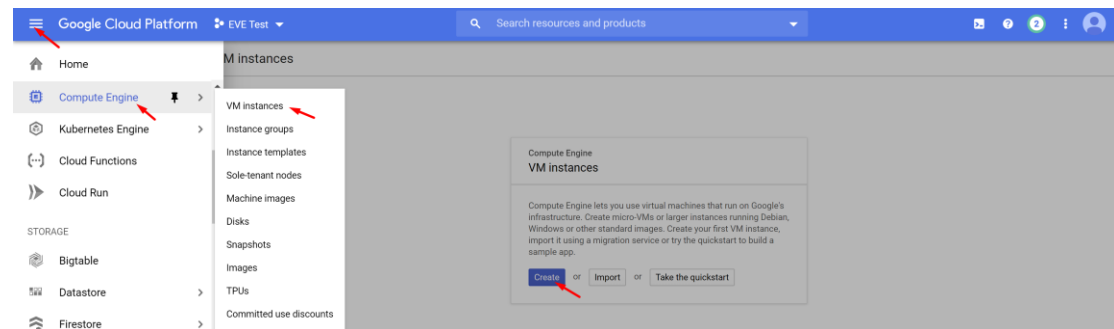 Google Cloud Platform
EVE Test
Search resources and products
2
Home
Compute Engine
Kubernetes Engine
Cloud Functions
Cloud Run
STORAGE
Bigtable
Datastore
Firestore
VM instances
Instance groups
Instance templates
Sole-tenant nodes
Machine images
Disks
Snapshots
Images
TPUs
Committed use discounts
M instances
Compute Engine
VM instances
Compute Engine lets you use virtual machines that run on Google's
infrastructure. Create micro-VMs or larger instances running Debian,
Windows or other standard images. Create your first VM instance,
import it using a migration service or try the quickstart to build a
sample app.
Create or Import or Take the quickstart